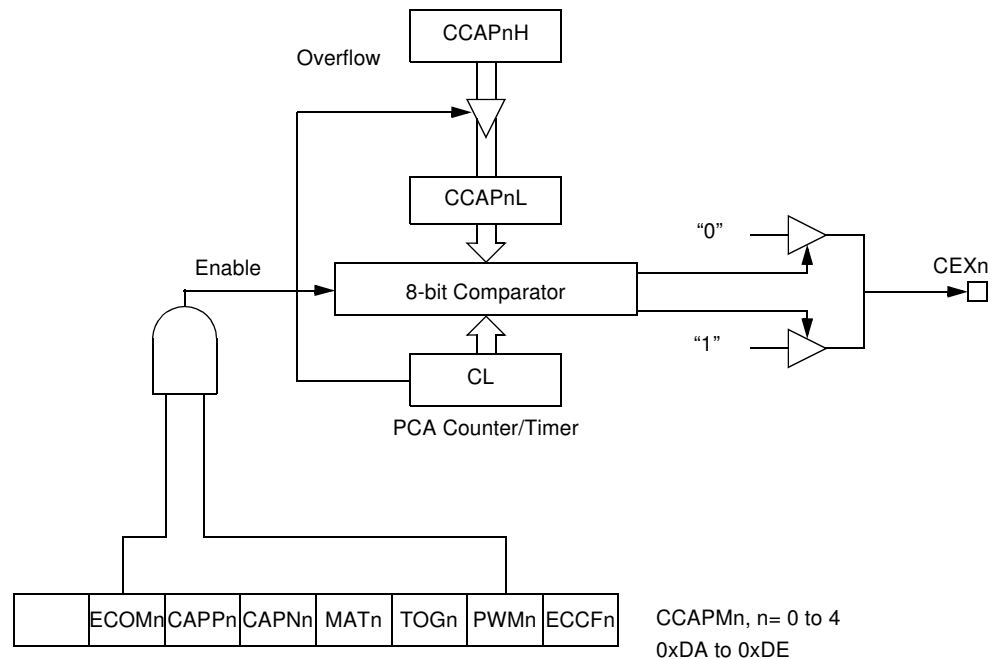 CCAPnH
Overflow
CCAPnL
“0”
Enable
CEXn
8-bit Comparator
“1”
CL
PCA Counter/Timer
ECOMn CAPPn CAPNn MATn TOGn PWMn ECCFn
CCAPMn, n= 0 to 4
0xDA to 0xDE